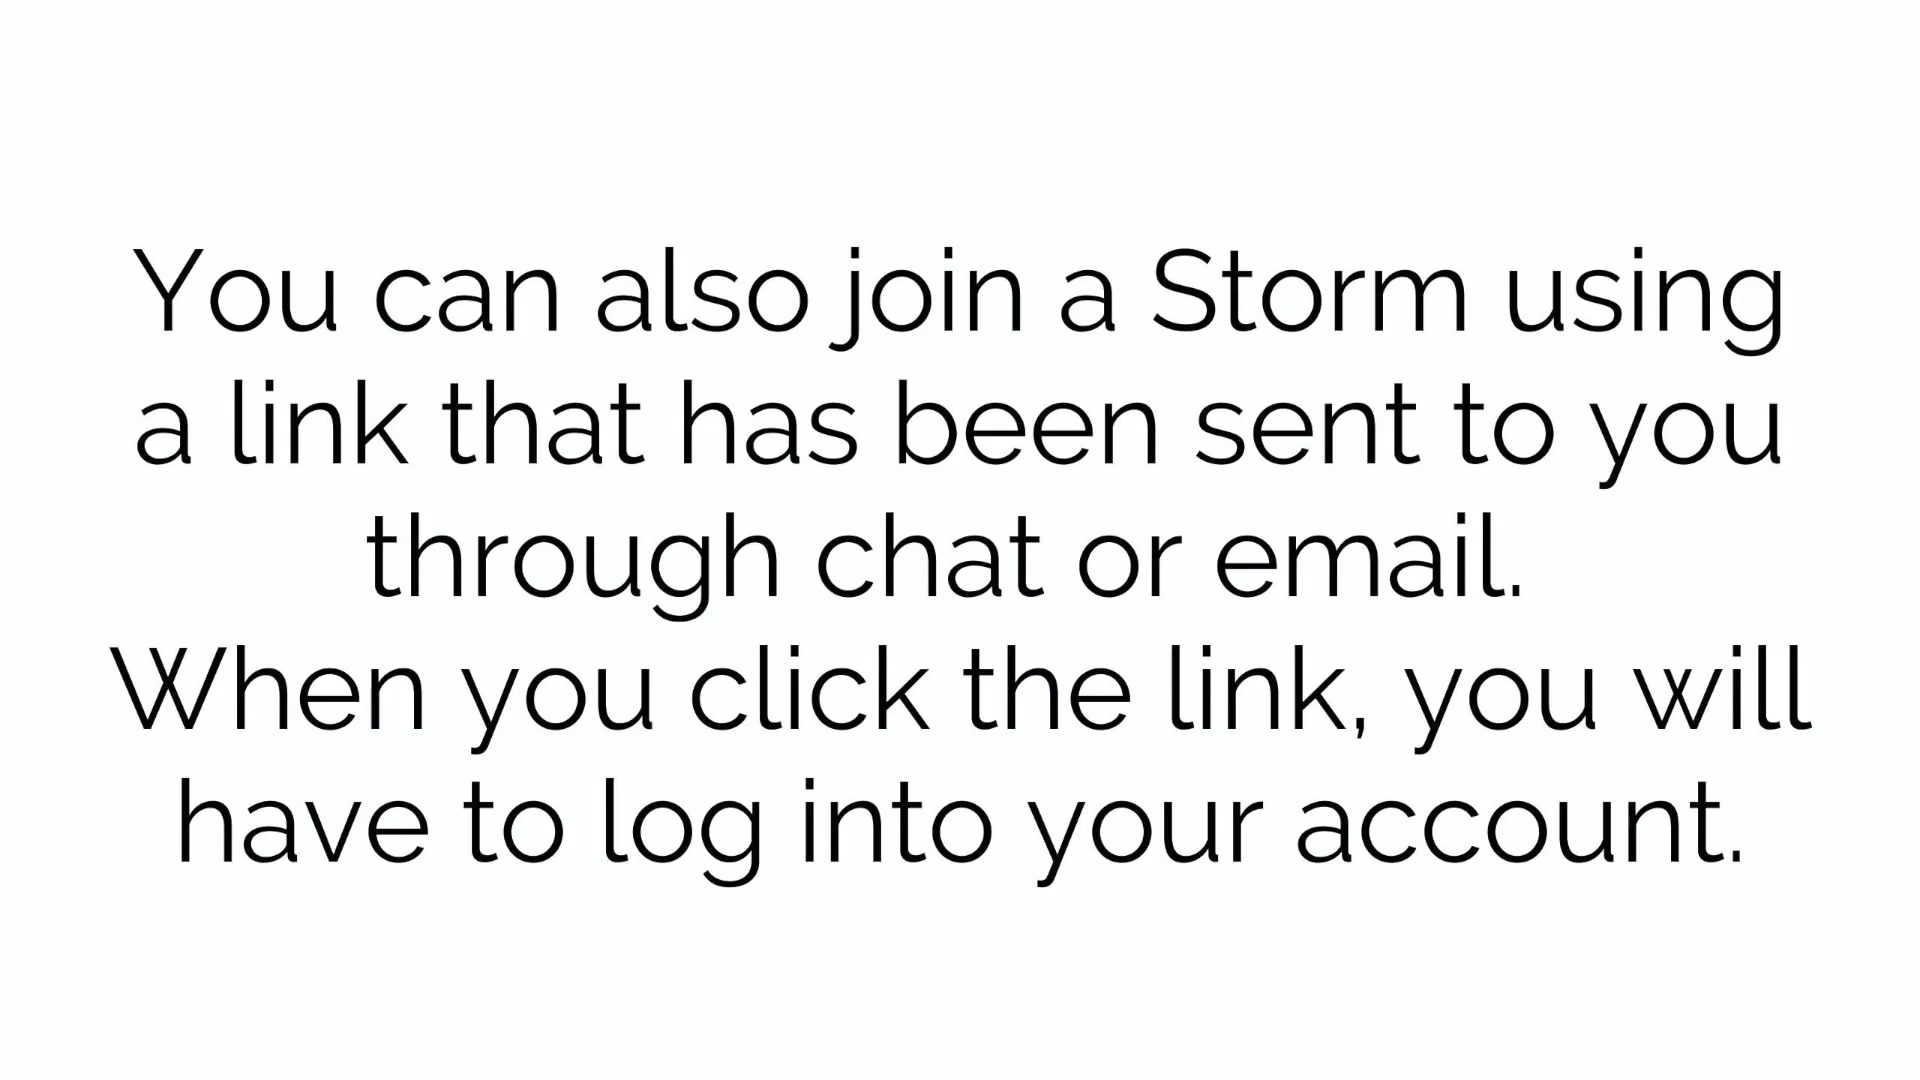 You can also join a Storm using
a link that has been sent to you
through chat or email.
When you click the link, you will
have to log into your account.